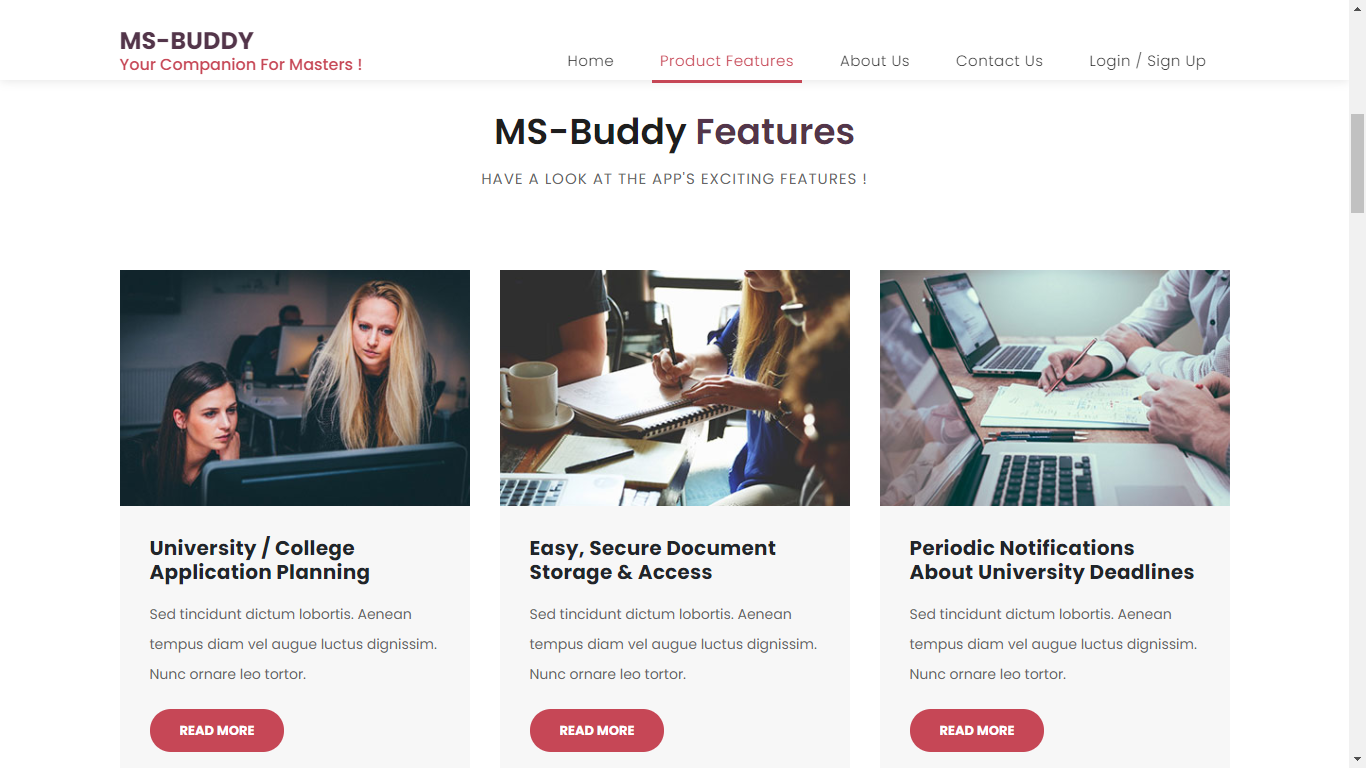 MS-BUDDY
Your Companion For Masters !
Home Product Features About Us Contact Us Login / Sign Up
MS-Buddy Features
HAVE A LOOK AT THE APP'S EXCITING FEATURES !
University / College
Application Planning
Sed tincidunt dictum lobortis. Aenean
tempus diam vel augue luctus dignissim.
Nunc ornare leo tortor.
READ MORE
Easy, Secure Document
Storage & Access
Sed tincidunt dictum lobortis. Aenean
tempus diam vel augue luctus dignissim.
Nunc ornare leo tortor.
READ MORE
Periodic Notifications
About University Deadlines
Sed tincidunt dictum lobortis. Aenean
tempus diam vel augue luctus dignissim.
Nunc ornare leo tortor.
READ MORE